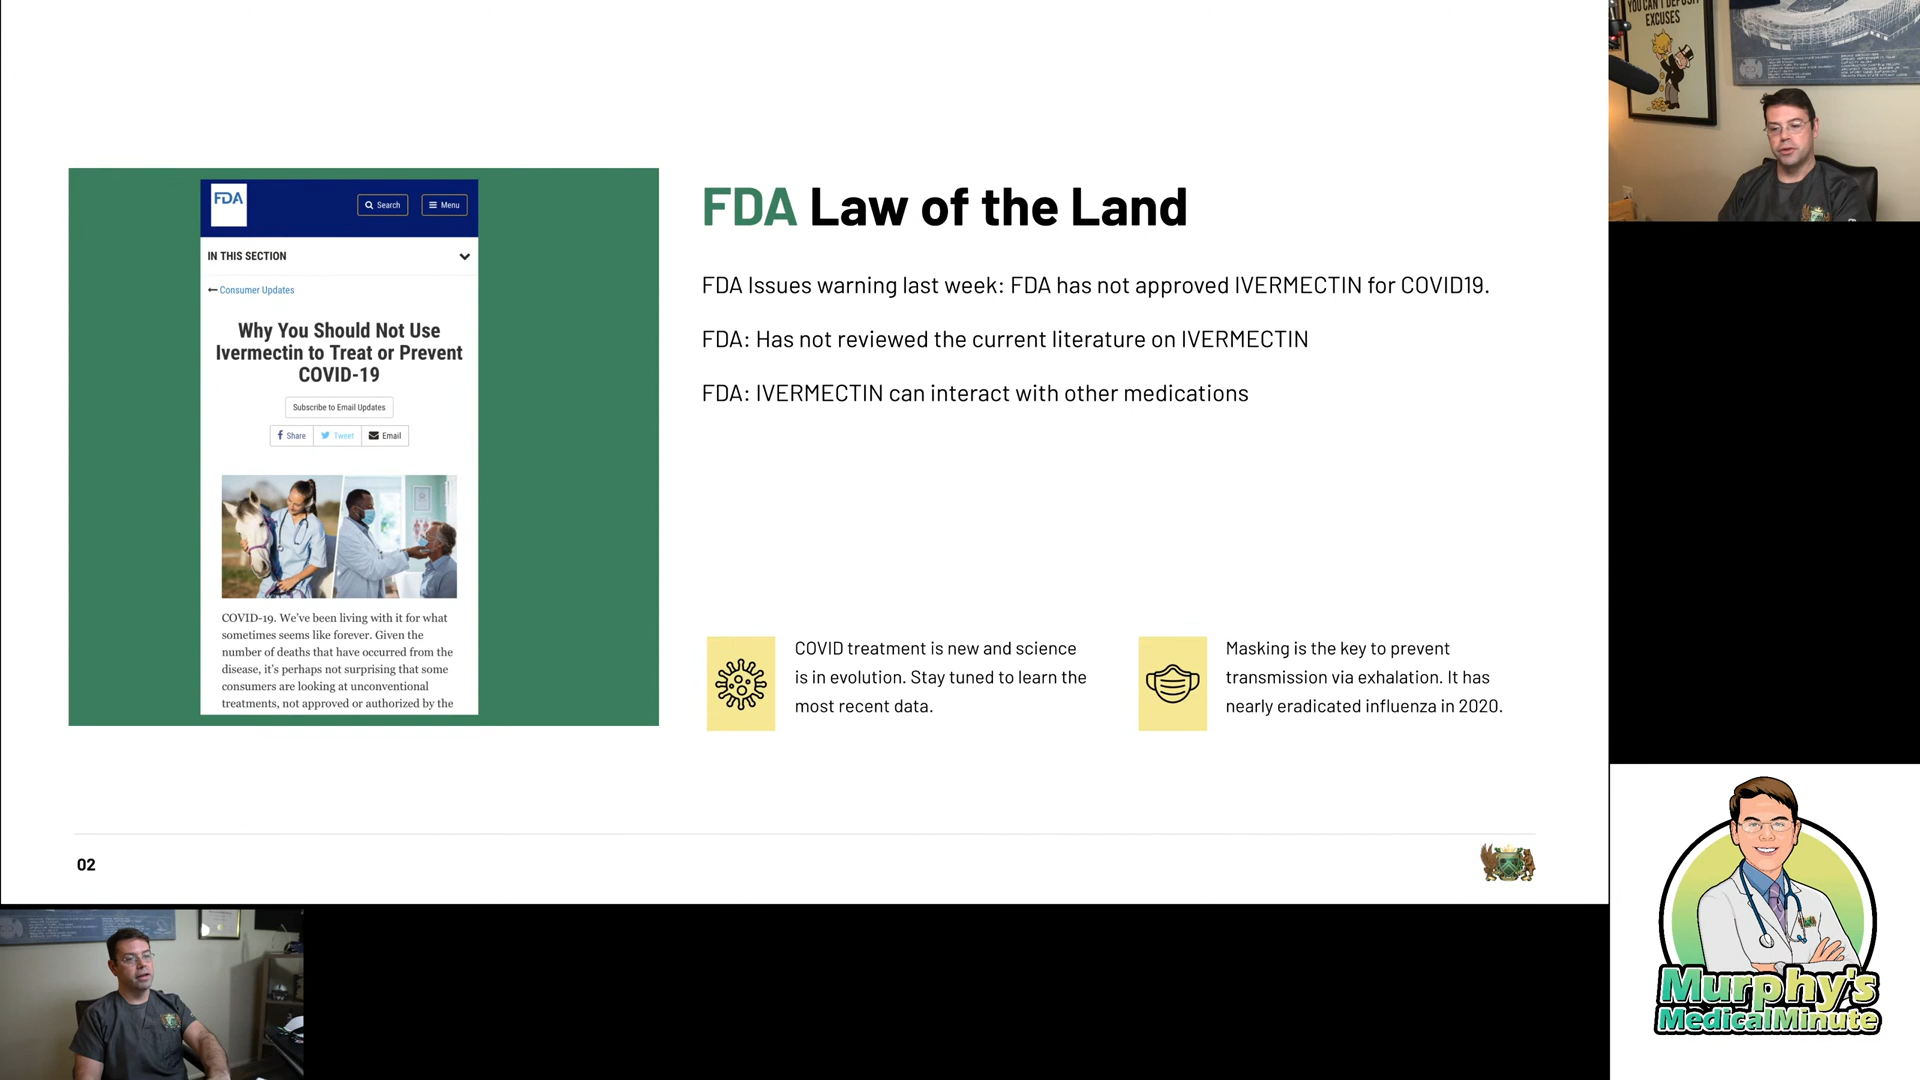 FDA
Search
Menu
IN THIS SECTION
Consumer Updates
Why You Should Not Use
Ivermectin to Treat or Prevent
COVID-19
Subscribe to Email Updates
Share
Tweet
Email
COVID-19. We've been living with it for what
sometimes seems like forever. Given the
number of deaths that have occurred from the
disease, it's perhaps not surprising that some
consumers are looking at unconventional
treatments, not approved or authorized by the
FDA Law of the Land
FDA Issues warning last week: FDA has not approved IVERMECTIN for COVID19.
FDA: Has not reviewed the current literature on IVERMECTIN
FDA: IVERMECTIN can interact with other medications
COVID treatment is new and science
is in evolution. Stay tuned to learn the
most recent data.
Masking is the key to prevent
transmission via exhalation. It has
nearly eradicated influenza in 2020.
02
YOU CAN'T DEPOSIT
EXCUSES
Murphy's
MedicalMinute